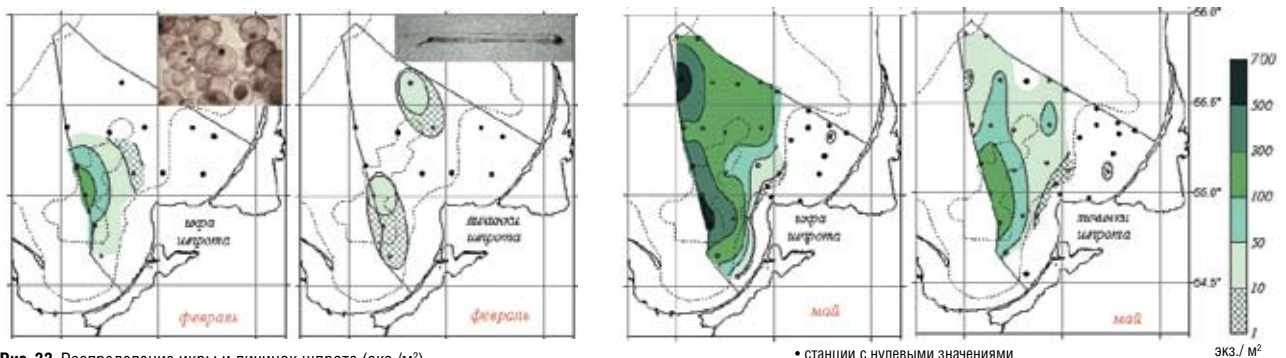 икра
шпрота
февраль
личинки
шпрота
февраль
икра
шпрота
май
личинки
шпрота
май
56.0°
55.5°
55.0°
54.5°
700
500
300
100
50
10
1
экз./ м²
Рис. 33. Распределение икры и личинок шпрота (экз./м²)
• станции с нулевыми значениями